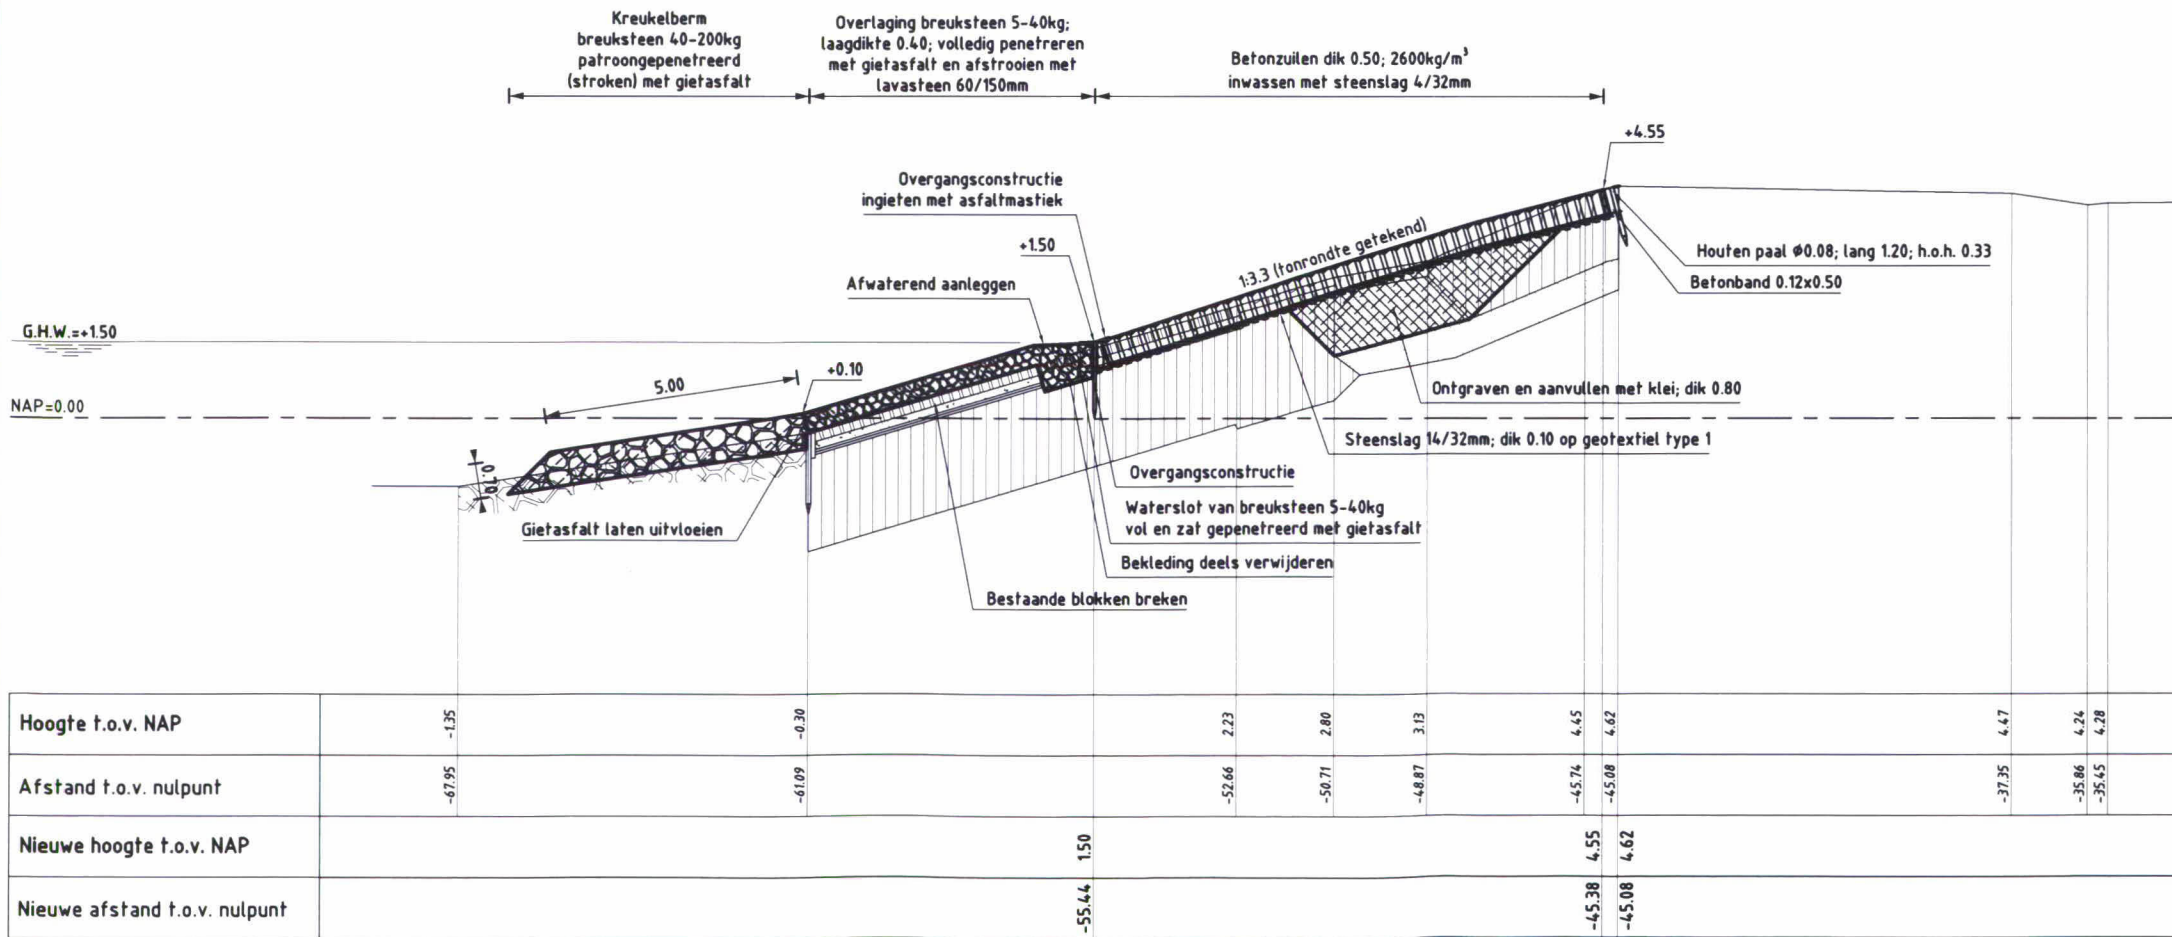 Kreukelberm
breuksteen 40-200kg
patroongepenetreerd
(stroken) met gietasfalt
Overlaging breuksteen 5-40kg;
laagdikte 0.40; volledig penetreren
met gietasfalt en afstrooien met
lavasteen 60/150mm
Betonzuilen dik 0.50; 2600kg/m³
inwassen met steenslag 4/32mm
+4.55
Overgangsconstructie
ingieten met asfaltmastiek
+1.50
1:3.3 (tonrondte getekend)
Houten paal ϕ0.08; lang 1.20; h.o.h. 0.33
Betonband 0.12x0.50
Afwaterend aanleggen
G.H.W.=+1.50
+0.10
5.00
NAP=0.00
Ontgraven en aanvullen met klei; dik 0.80
Steenslag 14/32mm; dik 0.10 op geotextiel type 1
0.70
Overgangsconstructie
Waterslot van breuksteen 5-40kg
vol en zat gepenetreerd met gietasfalt
Gietasfalt laten uitvloeien
Bekleding deels verwijderen
Bestaande blokken breken
Hoogte t.o.v. NAP -1.35 -0.30 2.23 2.80 3.13 4.45 4.62 4.47 4.24 4.28
Afstand t.o.v. nulpunt -67.95 -61.09 -52.66 -50.71 -48.87 -45.74 -45.08 -37.35 -35.86 -35.45
Nieuwe hoogte t.o.v. NAP 1.50 4.55 4.62
Nieuwe afstand t.o.v. nulpunt -55.44 -45.38 -45.08